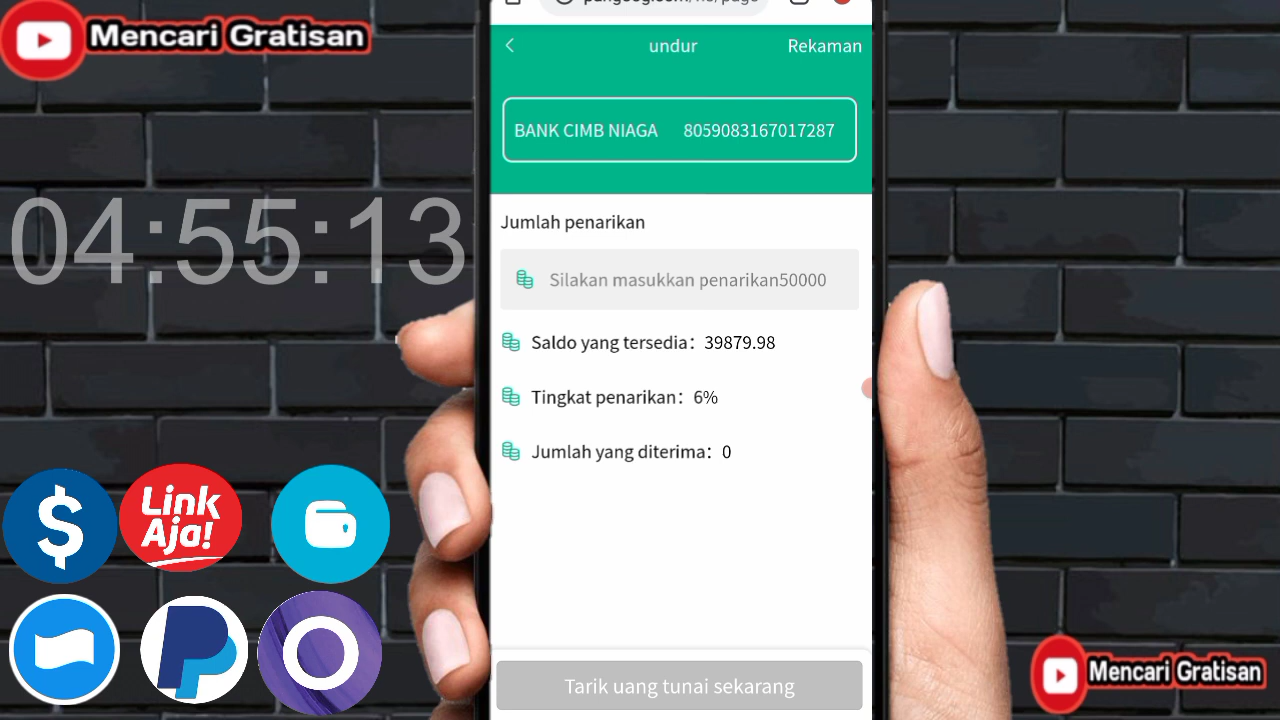 Mencari Gratisan
undur
Rekaman
BANK CIMB NIAGA 8059083167017287
04:55:13
Jumlah penarikan
Silakan masukkan penarikan50000
Saldo yang tersedia: 39879.98
Tingkat penarikan: 6%
Jumlah yang diterima: 0
$
Link
Aja!
Tarik uang tunai sekarang
Mencari Gratisan